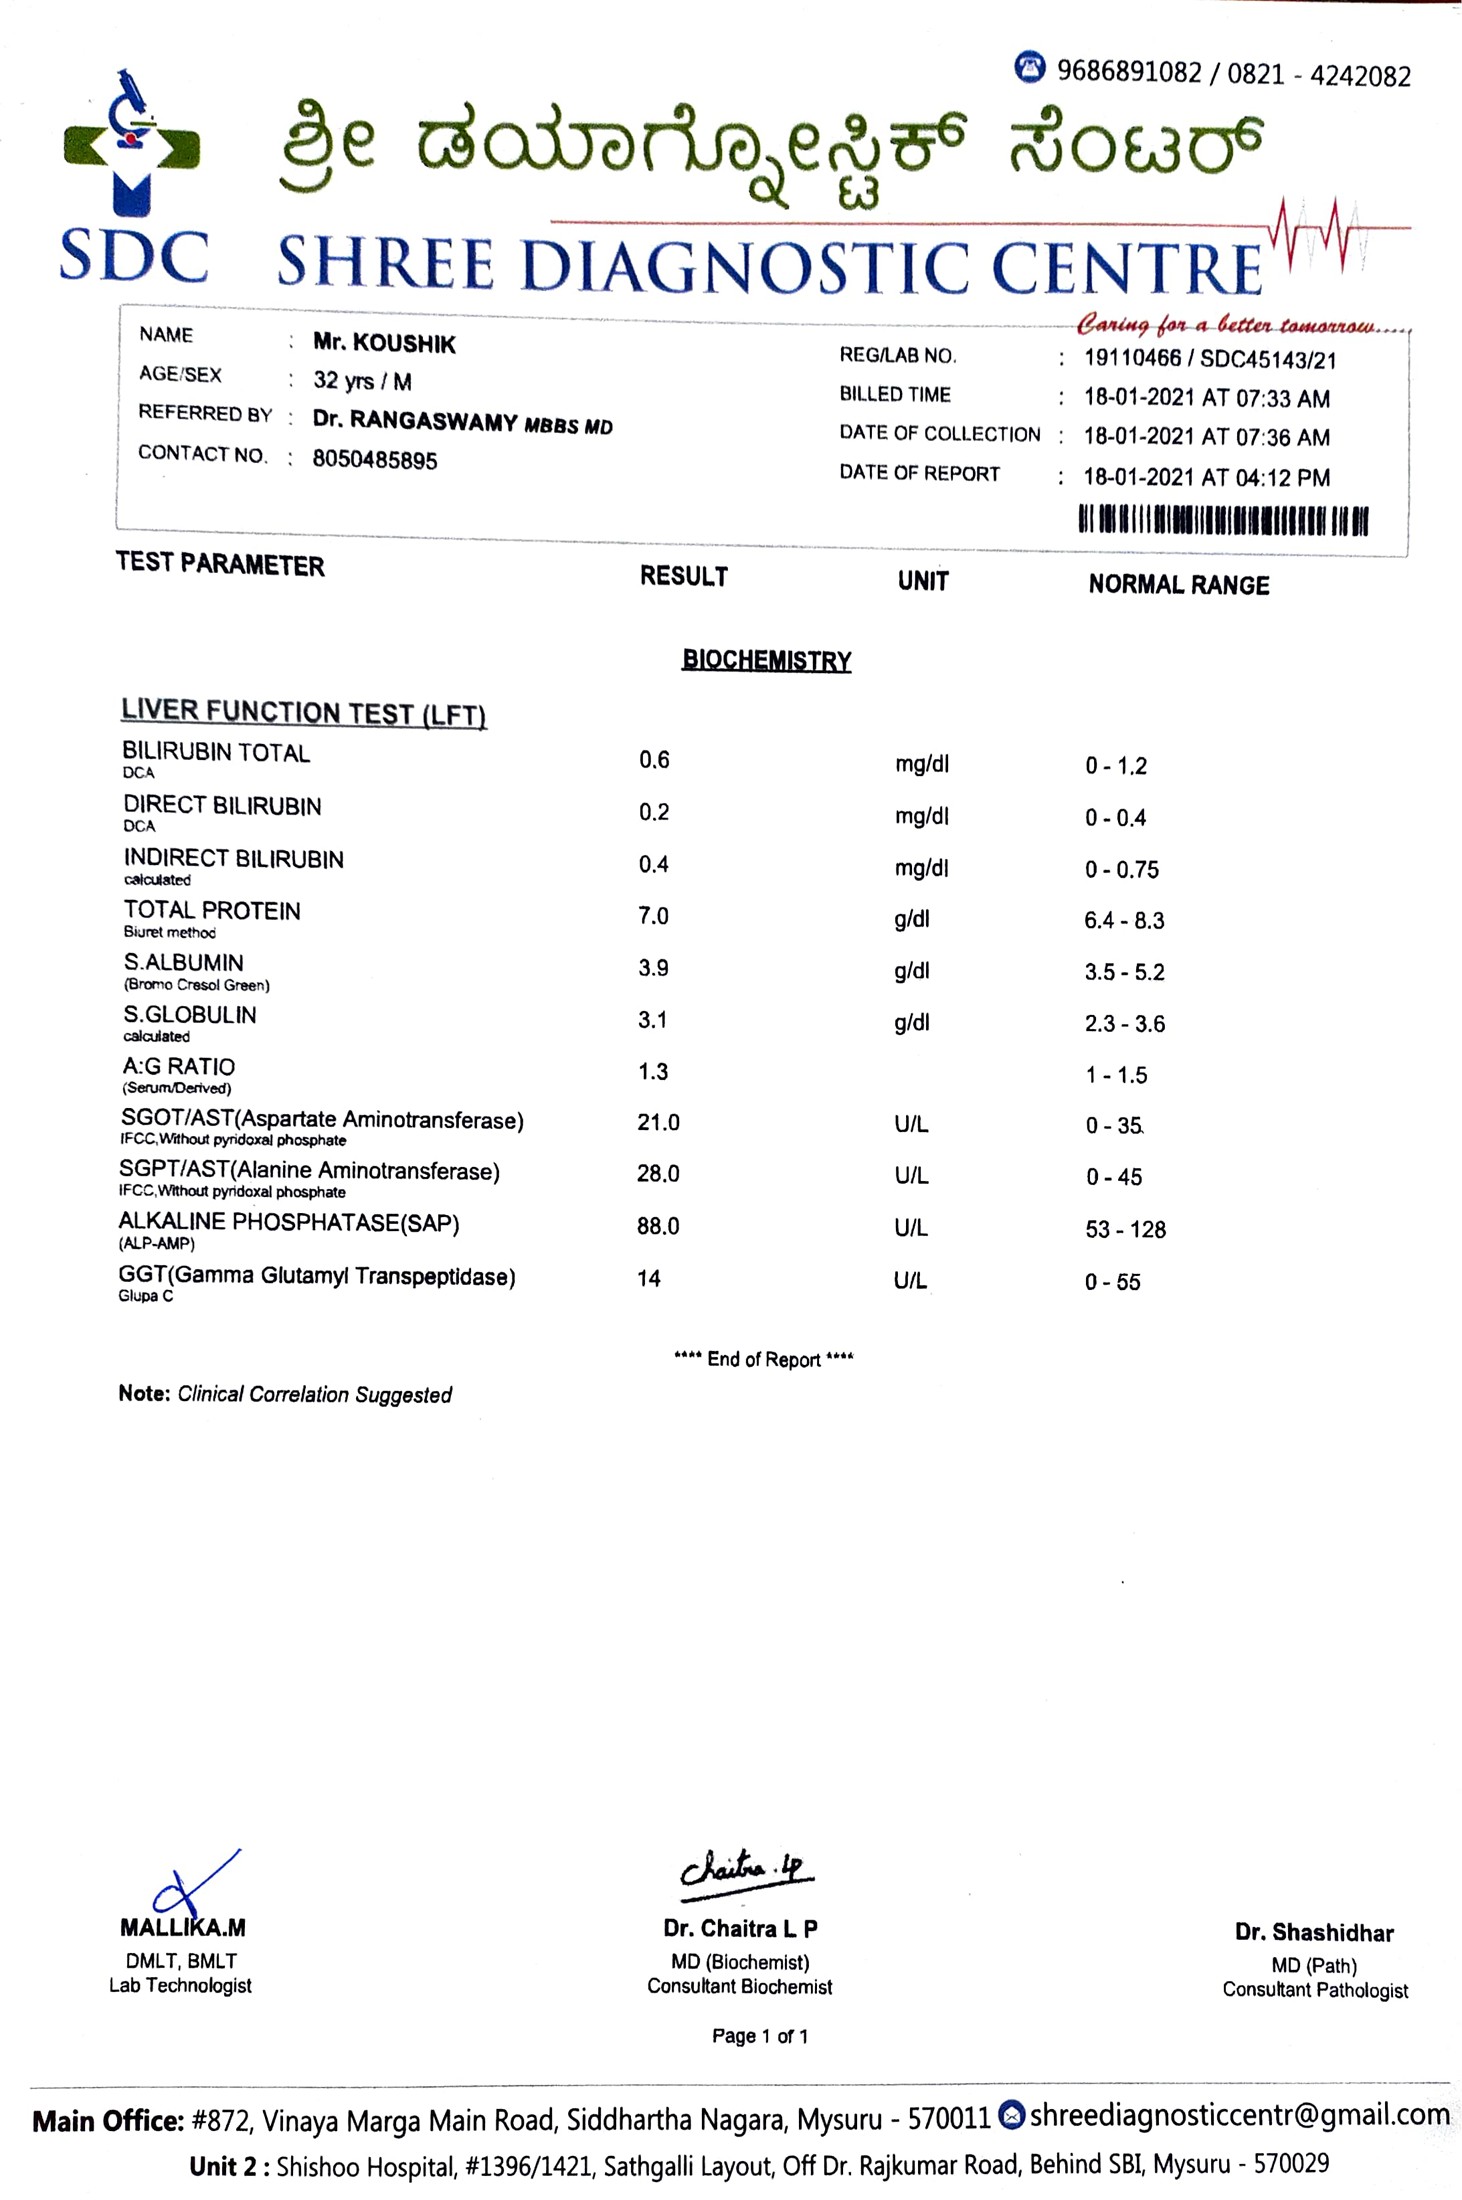 9686891082 / 0821 - 4242082
ಶ್ರೀ ಡಯಾಗ್ನೋಸ್ಟಿಕ್ ಸೆಂಟರ್
SDC SHREE DIAGNOSTIC CENTRE
Caring for a better tomorrow.....
NAME : Mr. KOUSHIK
AGE/SEX : 32 yrs / M
REFERRED BY : Dr. RANGASWAMY MBBS MD
CONTACT NO. : 8050485895
REG/LAB NO. : 19110466 / SDC45143/21
BILLED TIME : 18-01-2021 AT 07:33 AM
DATE OF COLLECTION : 18-01-2021 AT 07:36 AM
DATE OF REPORT : 18-01-2021 AT 04:12 PM
TEST PARAMETER RESULT UNIT NORMAL RANGE
BIOCHEMISTRY
LIVER FUNCTION TEST (LFT)
BILIRUBIN TOTAL 0.6 mg/dl 0 - 1.2
DCA
DIRECT BILIRUBIN 0.2 mg/dl 0 - 0.4
DCA
INDIRECT BILIRUBIN 0.4 mg/dl 0 - 0.75
calculated
TOTAL PROTEIN 7.0 g/dl 6.4 - 8.3
Biuret method
S.ALBUMIN 3.9 g/dl 3.5 - 5.2
(Bromo Cresol Green)
S.GLOBULIN 3.1 g/dl 2.3 - 3.6
calculated
A:G RATIO 1.3 1 - 1.5
(Serum/Derived)
SGOT/AST(Aspartate Aminotransferase) 21.0 U/L 0 - 35
IFCC,Without pyridoxal phosphate
SGPT/AST(Alanine Aminotransferase) 28.0 U/L 0 - 45
IFCC,Without pyridoxal phosphate
ALKALINE PHOSPHATASE(SAP) 88.0 U/L 53 - 128
(ALP-AMP)
GGT(Gamma Glutamyl Transpeptidase) 14 U/L 0 - 55
Glupa C
**** End of Report ****
Note: Clinical Correlation Suggested
Chaitra . LP
MALLIKA.M
DMLT, BMLT
Lab Technologist
Dr. Chaitra L P
MD (Biochemist)
Consultant Biochemist
Dr. Shashidhar
MD (Path)
Consultant Pathologist
Page 1 of 1
Main Office: #872, Vinaya Marga Main Road, Siddhartha Nagara, Mysuru - 570011 shreediagnosticcentr@gmail.com
Unit 2 : Shishoo Hospital, #1396/1421, Sathgalli Layout, Off Dr. Rajkumar Road, Behind SBI, Mysuru - 570029